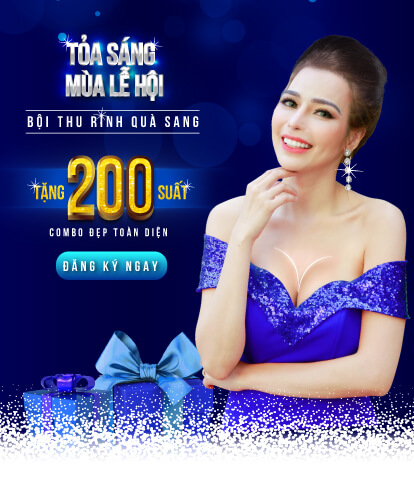 TỎA SÁNG
MÙA LỄ HỘI
BỘI THU RINH QUÀ SANG
TẶNG 200 SUẤT
COMBO ĐẸP TOÀN DIỆN
ĐĂNG KÝ NGAY